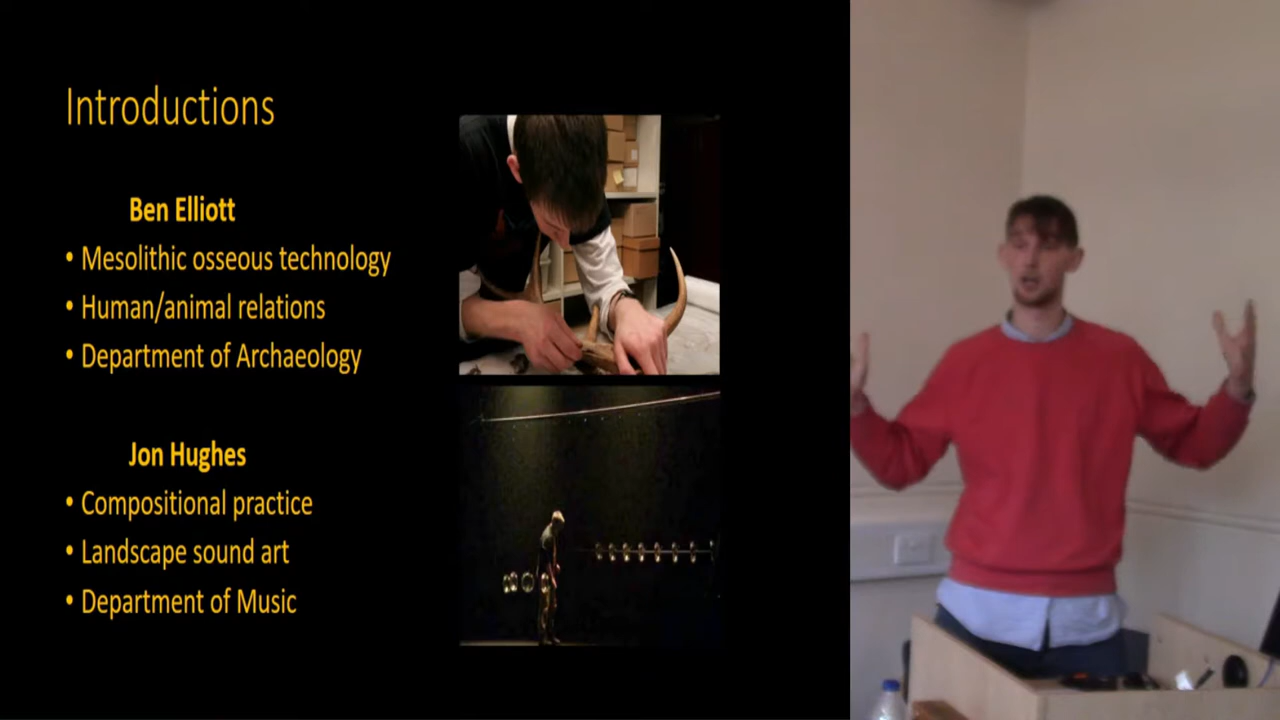 Introductions
Ben Elliott
• Mesolithic osseous technology
• Human/animal relations
• Department of Archaeology
Jon Hughes
• Compositional practice
• Landscape sound art
• Department of Music